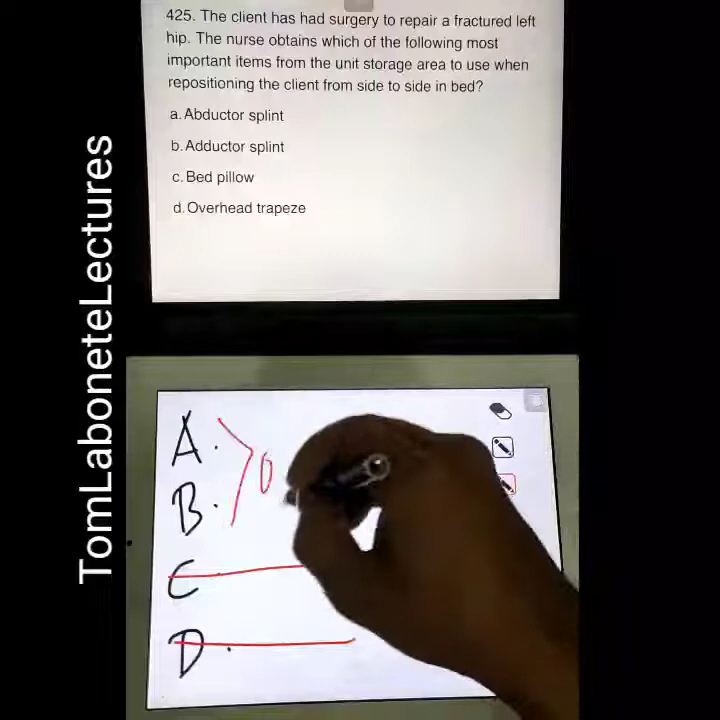 425. The client has had surgery to repair a fractured left
hip. The nurse obtains which of the following most
important items from the unit storage area to use when
repositioning the client from side to side in bed?
a. Abductor splint
b. Adductor splint
c. Bed pillow
d. Overhead trapeze
TomLaboneteLectures
A.
B.
C
D.